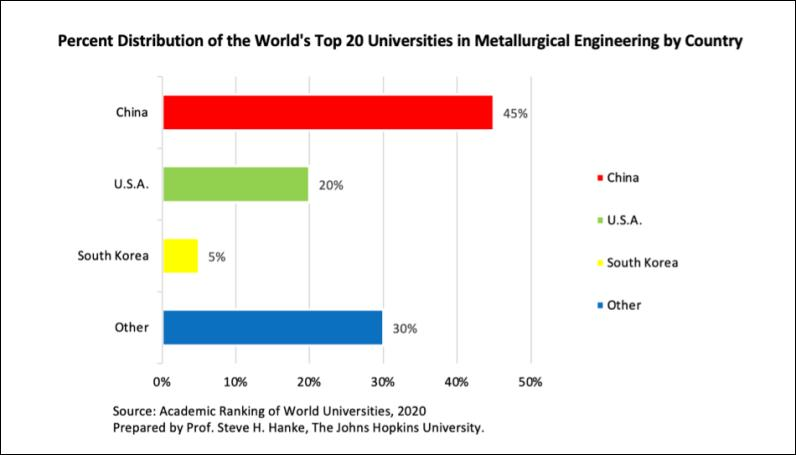 Percent Distribution of the World's Top 20 Universities in Metallurgical Engineering by Country
China
45%
U.S.A.
20%
South Korea
5%
Other
30%
0% 10% 20% 30% 40% 50%
China
U.S.A.
South Korea
Other
Source: Academic Ranking of World Universities, 2020
Prepared by Prof. Steve H. Hanke, The Johns Hopkins University.